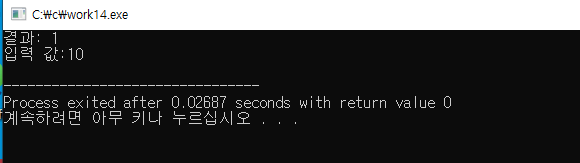 C:₩c₩work14.exe
결과: 1
입력 값:10
--------------------------------
Process exited after 0.02687 seconds with return value 0
계속하려면 아무 키나 누르십시오 . . .